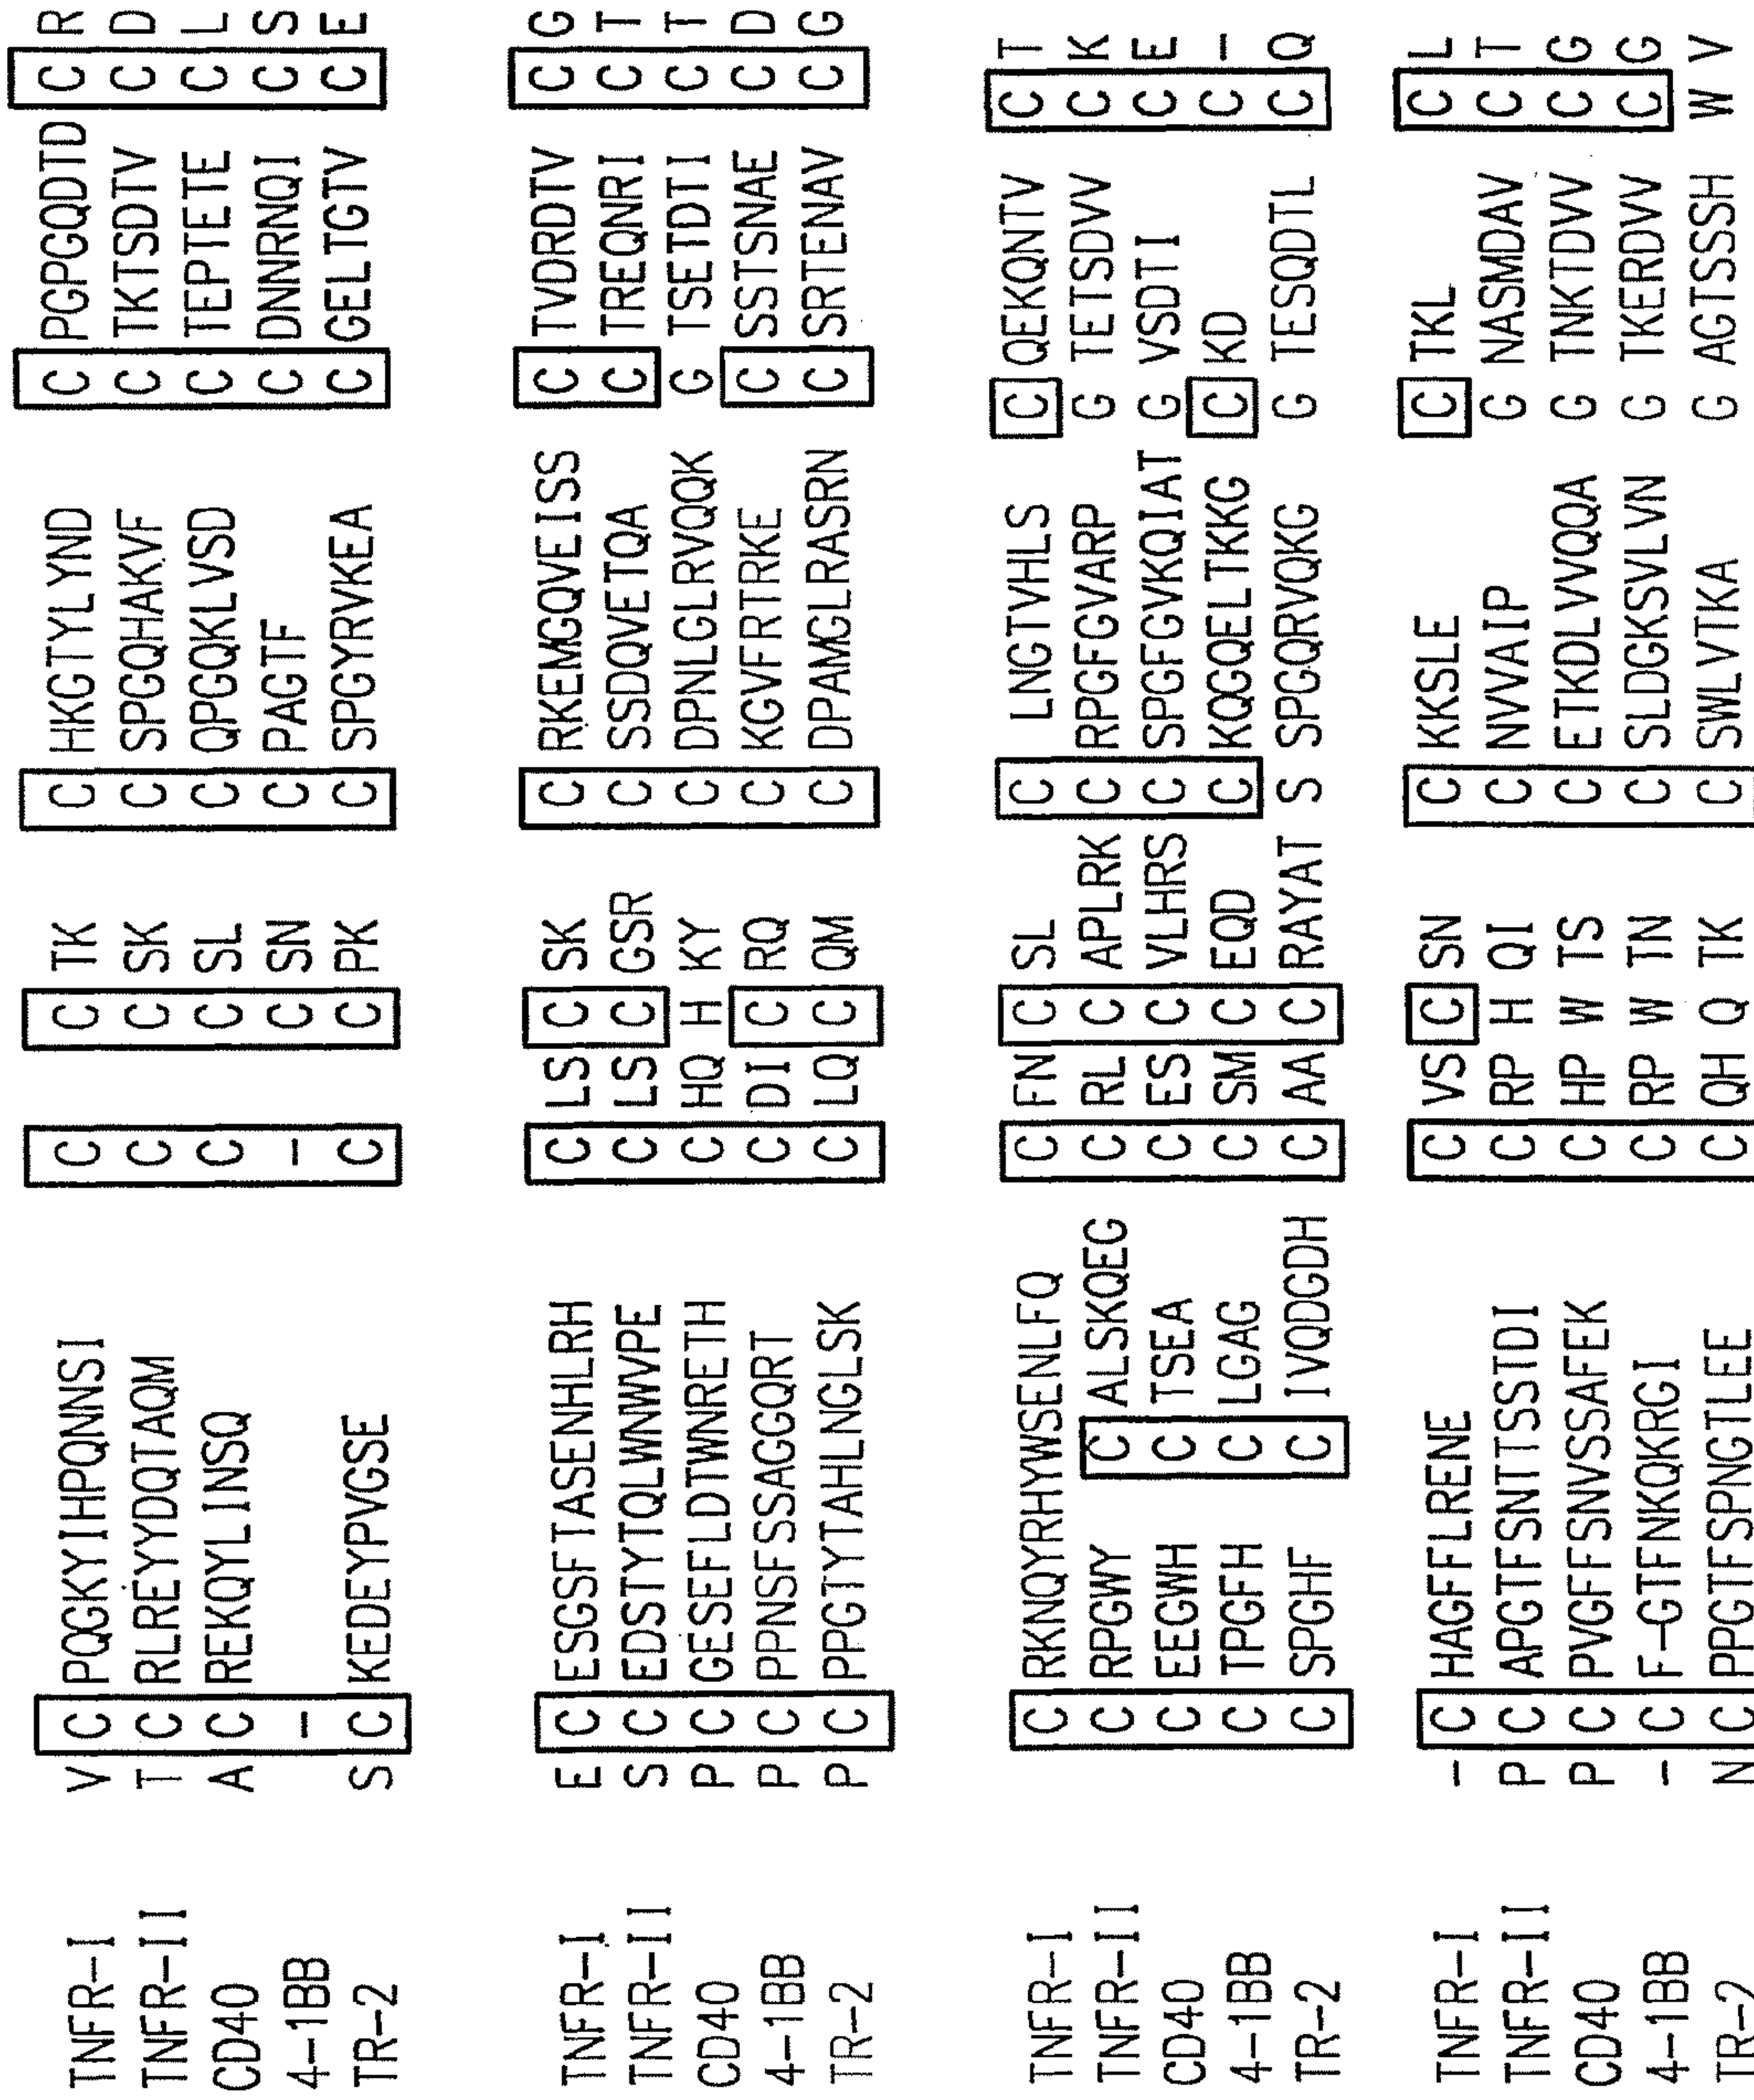 TNFR-I V C PQGKYIHPQNNSI C C TK C HKGTYLYND C PGPGQDTD C R
TNFR-II T C RLREYYDQTAQM C C SK C SPGQHAKVF C TKTSDTV C D
CD40 A C REKQYLINSQ C C SL C QPGQKLVSD C TEPTETE C L
4-1BB - - C SN C PAGTF C DNNRNQI C S
TR-2 S C KEDEYPVGSE C C PK C SPGYRVKEA C GELTGTV C E
TNFR-I E C ESGSFTASENHLRH C LS C SK C RKEMGQVEISS C TVDRDTV C G
TNFR-II S C EDSTYTQLWNWVPE C LS C GSR C SSDQVETQA C TREQNRI C T
CD40 P C GESEFLDTWNRETH C HQ H KY C DPNLGLRVQQK G TSETDTI C T
4-1BB P C PPNSFSSAGGQRT C DI C RQ C KGVFRTRKE C SSTSNAE C D
TR-2 P C PPGTYTAHLNGLSK C LQ C QM C DPAMGLRASRN C SRTENAV C G
TNFR-I C RKNQYRHYWSENLFQ C FN C SL C LNGTVHLS C QEKQNTV C T
TNFR-II C RPGWY C ALSKQEG C RL C APLRK C RPGFGVARP G TETSDVV C K
CD40 C EEGWH C TSEA C ES C VLHRS C SPGFGVKQIAT G VSDTI C E
4-1BB C TPGFH C LGAG C SM C EQD C KQGQELTKKG C KD C -
TR-2 C SPGHF C IVQDGDH C AA C RAYAT S SPGQRVQKG G TESQDTL C Q
TNFR-I - C HAGFFLRENE C VS C SN C KKSLE C TKL C L
TNFR-II P C APGTFSNTTSSTDI C RP H QI C NVVAIP G NASMDAV C T
CD40 P C PVGFFSNVSSAFEK C HP W TS C ETKDLVVQQA G TNKTDVV C G
4-1BB - C F-GTFNKQKRGI C RP W TN C SLDGKSVLVN G TKERDVV C G
TR-2 N C PPGTFSPNGTLEE C QH Q TK C SWLVTKA G AGTSSSH W V